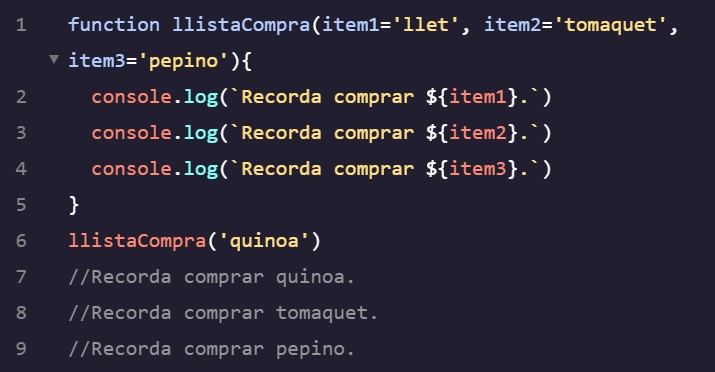 1 function llistaCompra(item1='llet', item2='tomaquet',
▼ item3='pepino'){
2 console.log(`Recorda comprar ${item1}.`)
3 console.log(`Recorda comprar ${item2}.`)
4 console.log(`Recorda comprar ${item3}.`)
5 }
6 llistaCompra('quinoa')
7 //Recorda comprar quinoa.
8 //Recorda comprar tomaquet.
9 //Recorda comprar pepino.